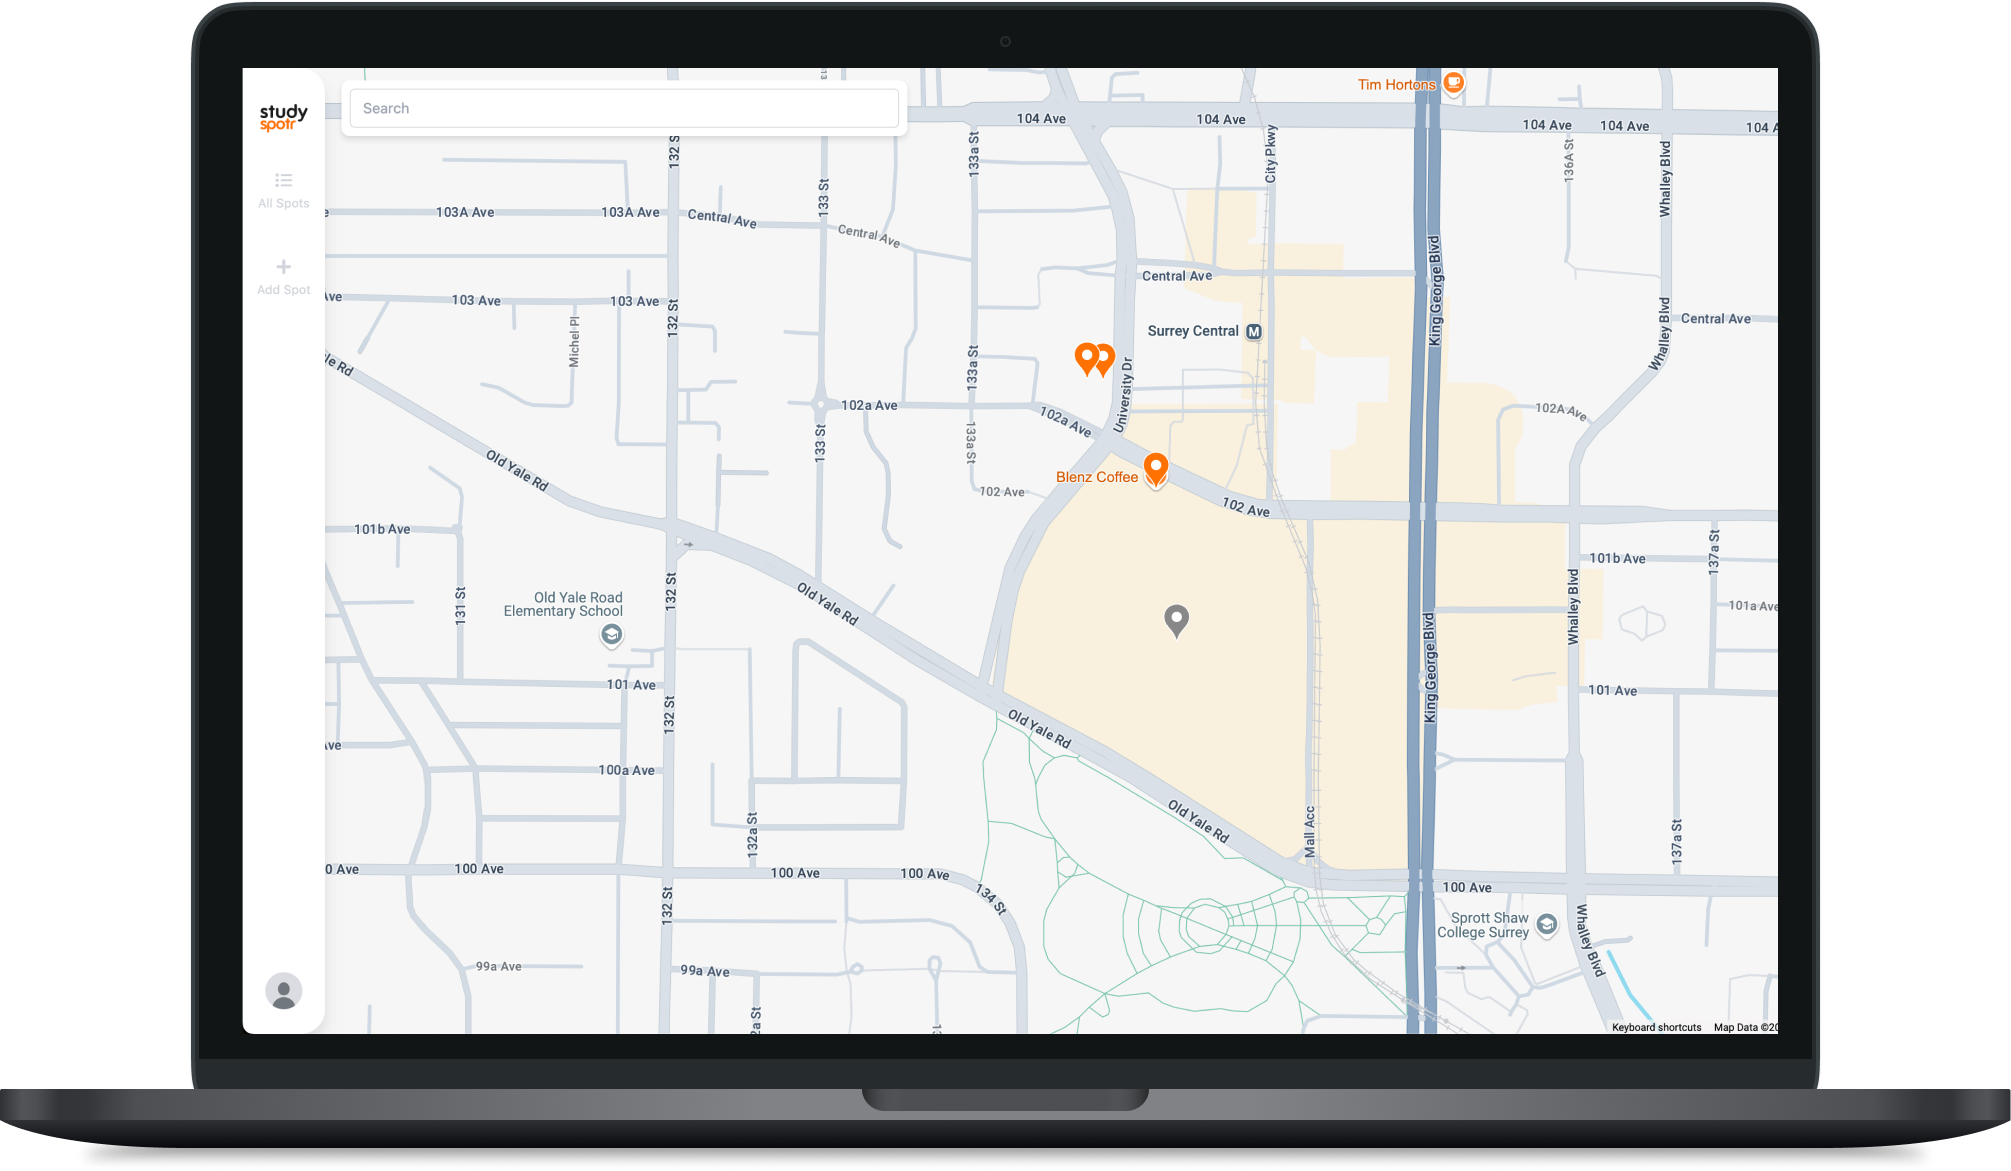 study
spotr
All Spots
Add Spot
Search
Tim Hortons
104 Ave
104 Ave
104 Ave
104 Ave
104 A
132 S
133 St
133a St
City Pkwy
136A St
Whalley Blvd
103A Ave
103A Ave
Central Ave
Central Ave
Central Ave
King George Blvd
103 Ave
103 Ave
132 St
Michel Pl
Surrey Central
M
Whalley Blvd
Central Ave
le Rd
133a St
University Dr
102a Ave
102a Ave
102A Ave
133 St
133a St
Old Yale Rd
Blenz Coffee
102 Ave
102 Ave
101b Ave
101b Ave
137a St
131 St
132 St
Old Yale Road
Elementary School
Old Yale Rd
Whalley Blvd
101a Ave
King George Blvd
101 Ave
101 Ave
132 St
Old Yale Rd
ve
100a Ave
132a St
Old Yale Rd
Mall Acc
137a St
0 Ave
100 Ave
100 Ave
100 Ave
100 Ave
132 St
134 St
Sprott Shaw
College Surrey
Whalley Blvd
99a Ave
99a Ave
2a St
Keyboard shortcuts
Map Data ©20